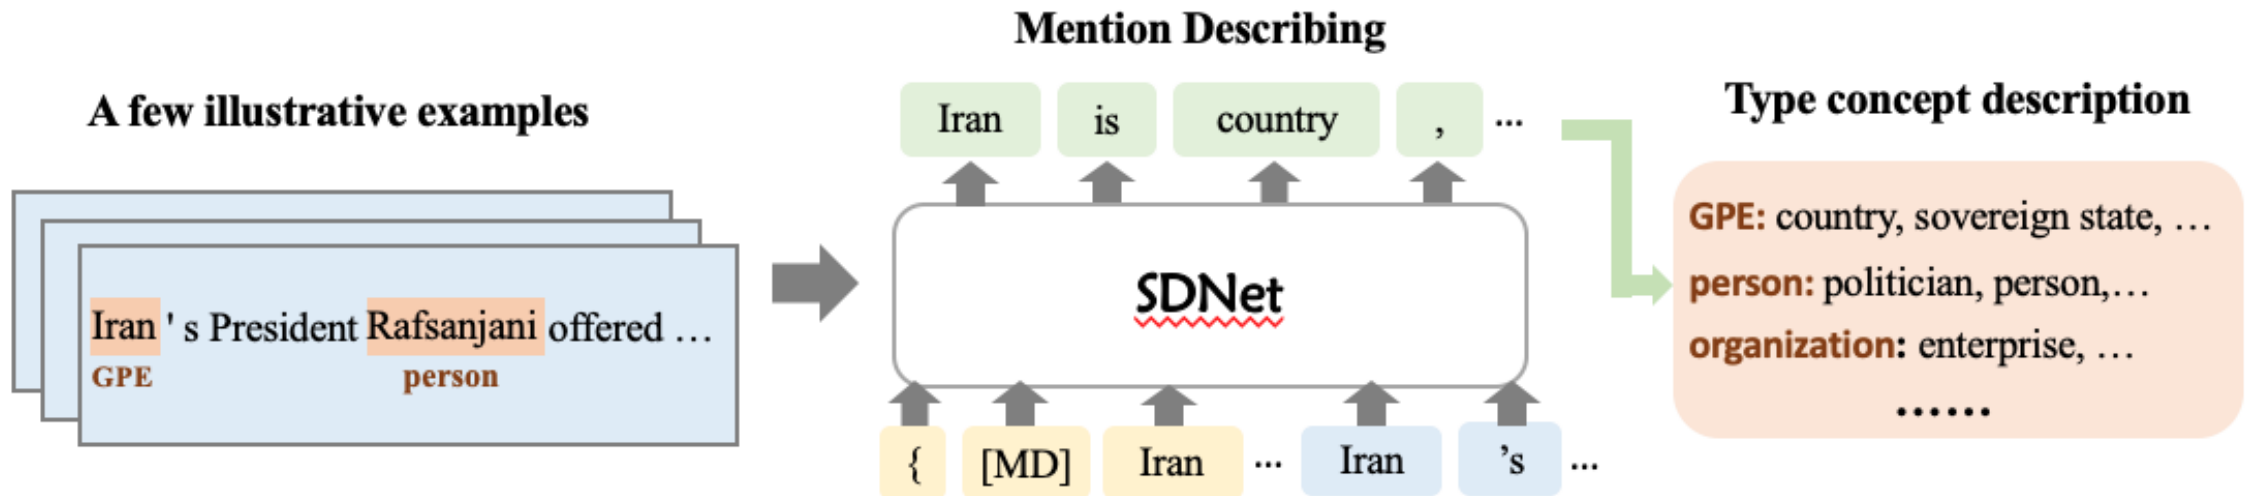 Mention Describing
A few illustrative examples
Iran is country , ...
Type concept description
Iran ' s President Rafsanjani offered ...
GPE person
SDNet
GPE: country, sovereign state, ...
person: politician, person,...
organization: enterprise, ...
......
{ [MD] Iran ... Iran 's ...